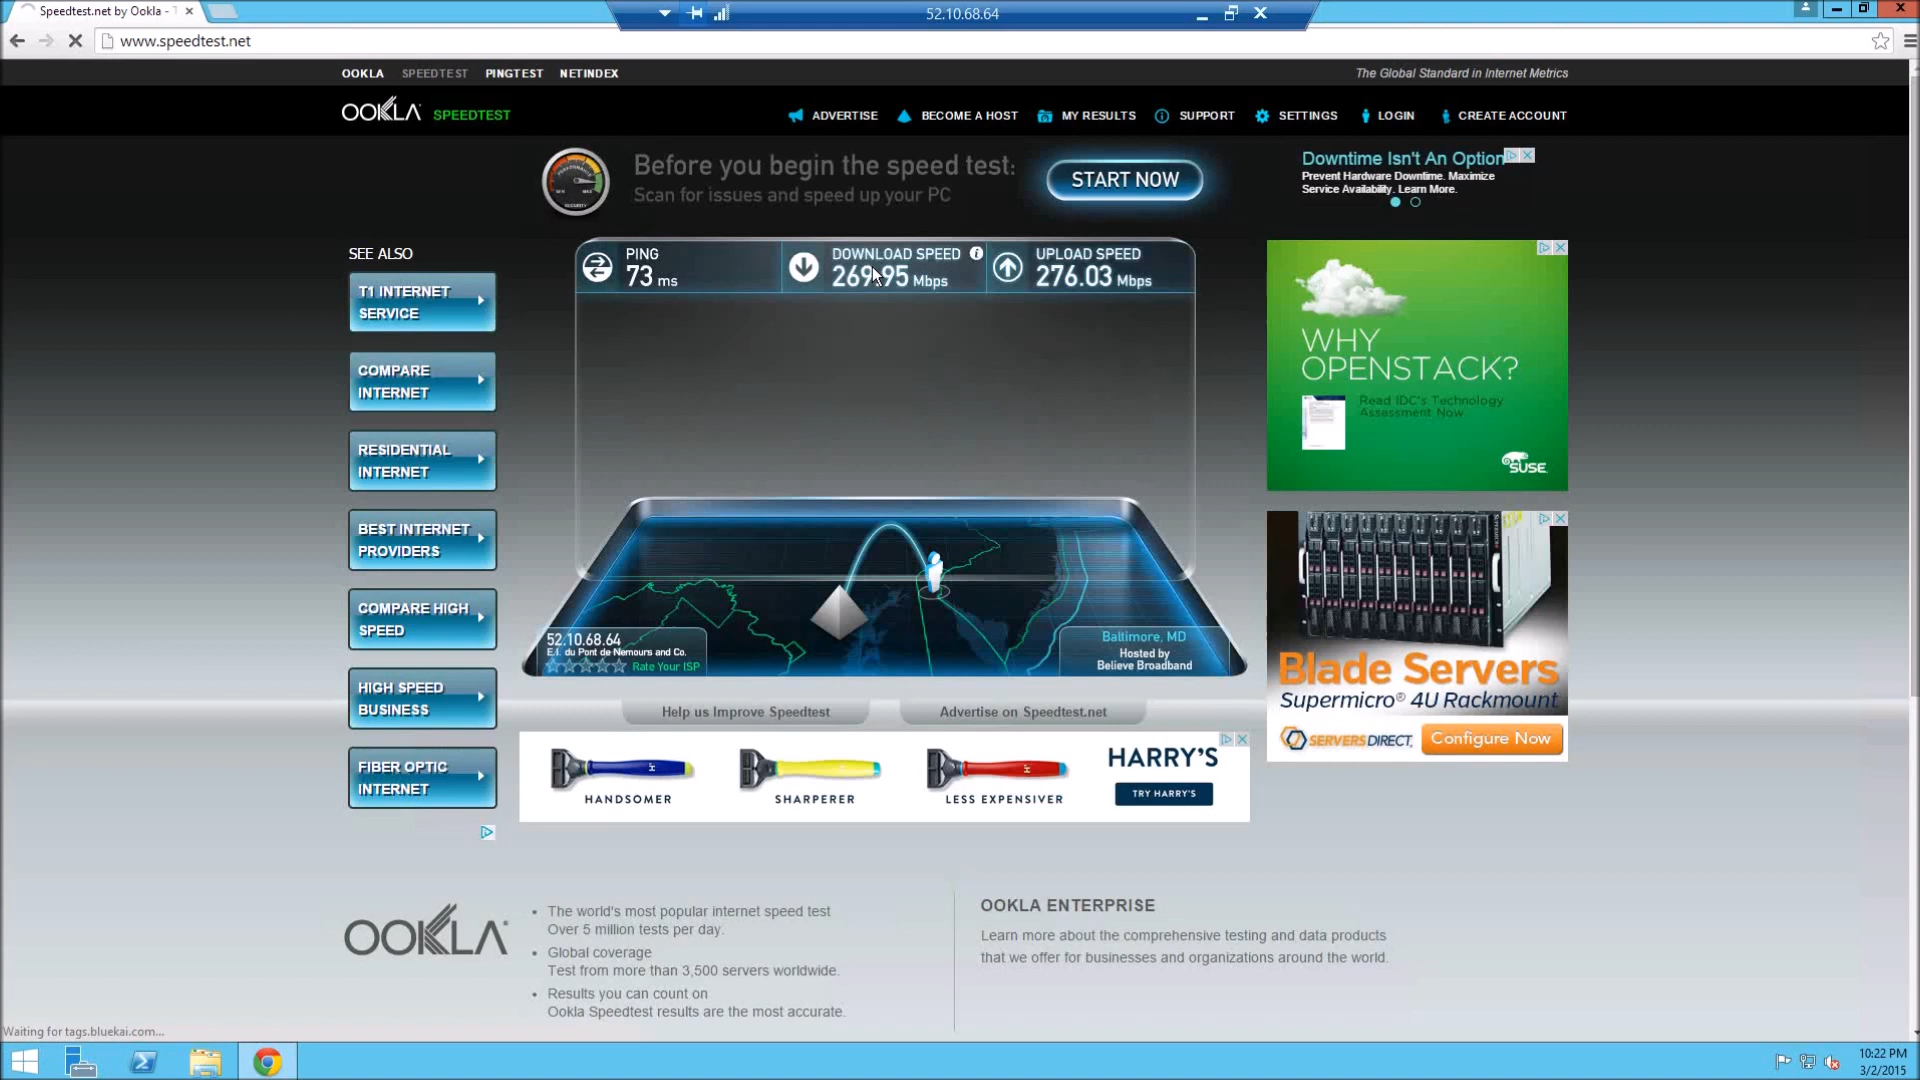 Speedtest.net by Ookla - T
52.10.68.64
www.speedtest.net
OOKLA SPEEDTEST PINGTEST NETINDEX
The Global Standard in Internet Metrics
OOKLA SPEEDTEST
ADVERTISE BECOME A HOST MY RESULTS SUPPORT SETTINGS LOGIN CREATE ACCOUNT
Before you begin the speed test:
Scan for issues and speed up your PC
START NOW
Downtime Isn't An Option
Prevent Hardware Downtime. Maximize
Service Availability. Learn More.
SEE ALSO
T1 INTERNET
SERVICE
COMPARE
INTERNET
RESIDENTIAL
INTERNET
BEST INTERNET
PROVIDERS
COMPARE HIGH
SPEED
HIGH SPEED
BUSINESS
FIBER OPTIC
INTERNET
PING
73 ms
DOWNLOAD SPEED
269.95 Mbps
UPLOAD SPEED
276.03 Mbps
52.10.68.64
E.I. du Pont de Nemours and Co.
Rate Your ISP
Baltimore, MD
Hosted by
Believe Broadband
Help us Improve Speedtest
Advertise on Speedtest.net
WHY
OPENSTACK?
Read IDC's Technology
Assessment Now
SUSE
Blade Servers
Supermicro® 4U Rackmount
SERVERS DIRECT
Configure Now
HANDSOMER
SHARPERER
LESS EXPENSIVER
HARRY'S
TRY HARRY'S
OOKLA
• The world's most popular internet speed test
Over 5 million tests per day.
• Global coverage
Test from more than 3,500 servers worldwide.
• Results you can count on
Ookla Speedtest results are the most accurate.
OOKLA ENTERPRISE
Learn more about the comprehensive testing and data products
that we offer for businesses and organizations around the world.
Waiting for tags.bluekai.com...
10:22 PM
3/2/2015